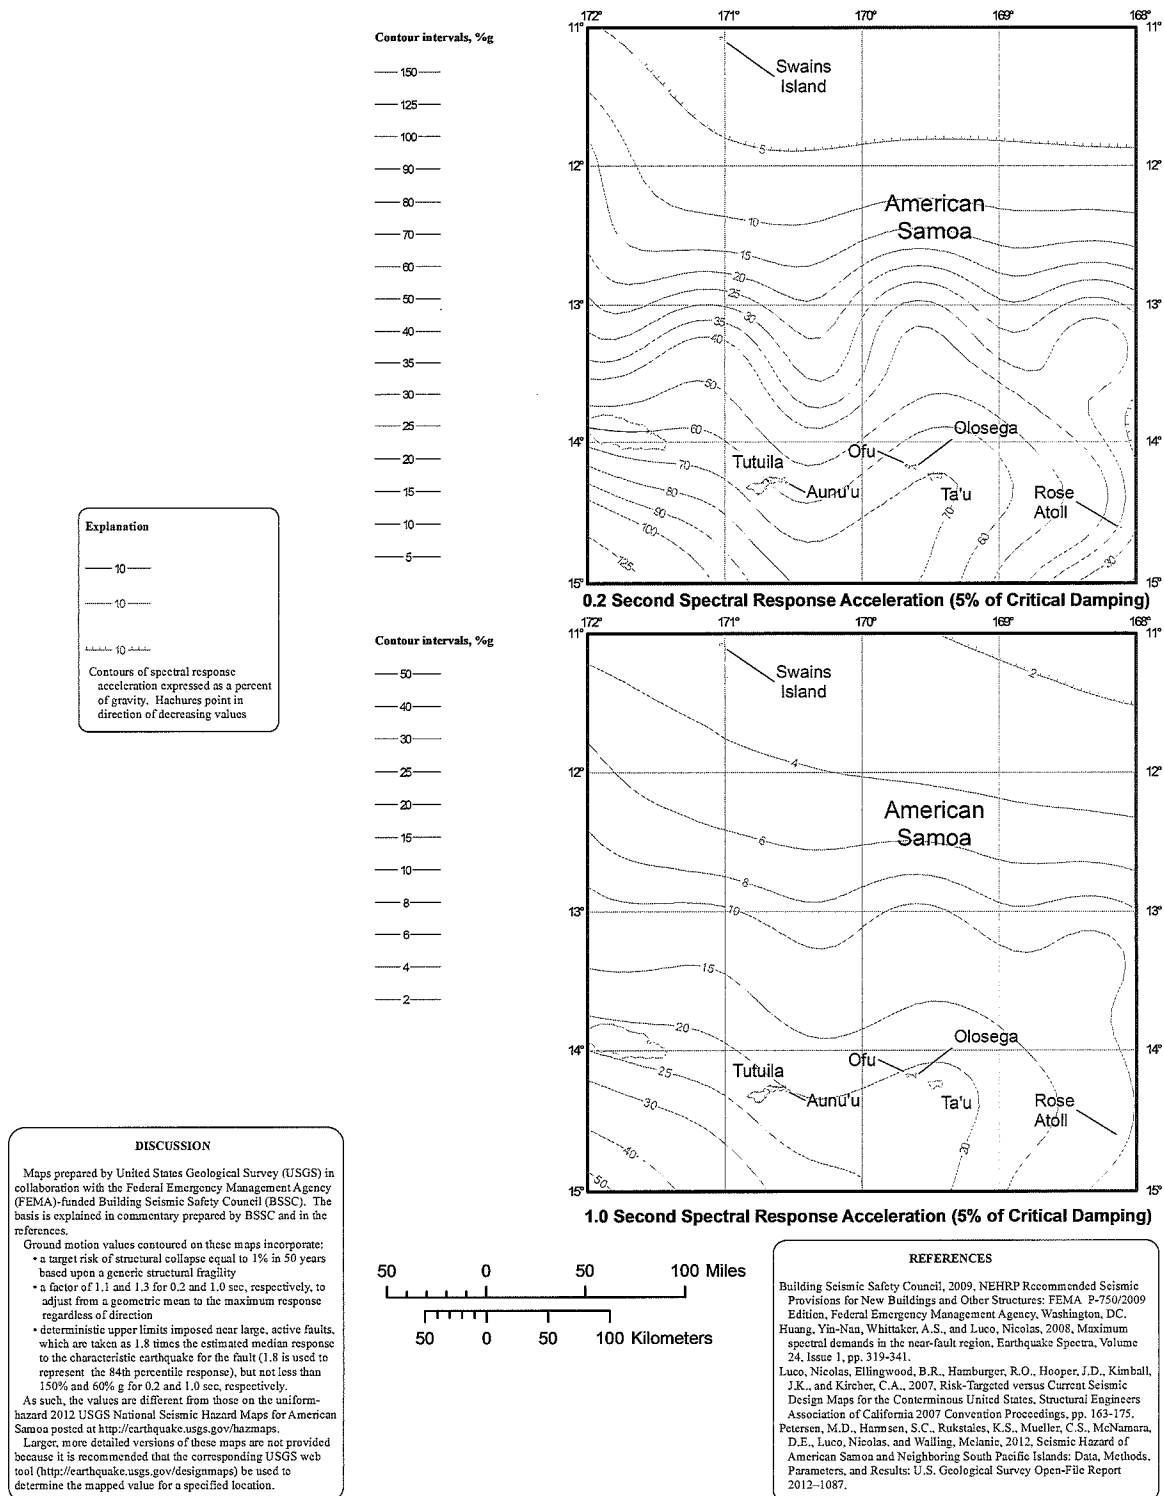 Contour intervals, %g
150
125
100
90
80
70
60
50
40
35
30
25
20
15
10
5
Explanation
10
10
10
Contours of spectral response
acceleration expressed as a percent
of gravity. Hachures point in
direction of decreasing values
172° 171° 170° 169° 168°
11° 11°
Swains
Island
5
12° 12°
American
Samoa
10
15
20
25
13° 13°
30
35
40
50
60
14° 14°
Olosega
Ofu
Tutuila
70
80
Aunu'u
Ta'u
Rose
Atoll
90
70
100
60
125
30
15° 15°
0.2 Second Spectral Response Acceleration (5% of Critical Damping)
Contour intervals, %g
50
40
30
25
20
15
10
8
6
4
2
172° 171° 170° 169° 168°
11° 11°
Swains
Island
2
4
12° 12°
American
Samoa
6
8
10
13° 13°
15
20
Olosega
14° 14°
Ofu
Tutuila
25
30
Aunu'u
Ta'u
Rose
Atoll
40
20
50
15° 15°
1.0 Second Spectral Response Acceleration (5% of Critical Damping)
50 0 50 100 Miles
50 0 50 100 Kilometers
DISCUSSION
Maps prepared by United States Geological Survey (USGS) in
collaboration with the Federal Emergency Management Agency
(FEMA)-funded Building Seismic Safety Council (BSSC). The
basis is explained in commentary prepared by BSSC and in the
references.
Ground motion values contoured on these maps incorporate:
• a target risk of structural collapse equal to 1% in 50 years
based upon a generic structural fragility
• a factor of 1.1 and 1.3 for 0.2 and 1.0 sec, respectively, to
adjust from a geometric mean to the maximum response
regardless of direction
• deterministic upper limits imposed near large, active faults,
which are taken as 1.8 times the estimated median response
to the characteristic earthquake for the fault (1.8 is used to
represent the 84th percentile response), but not less than
150% and 60% g for 0.2 and 1.0 sec, respectively.
As such, the values are different from those on the uniform-
hazard 2012 USGS National Seismic Hazard Maps for American
Samoa posted at http://earthquake.usgs.gov/hazmaps.
Larger, more detailed versions of these maps are not provided
because it is recommended that the corresponding USGS web
tool (http://earthquake.usgs.gov/designmaps) be used to
determine the mapped value for a specified location.
REFERENCES
Building Seismic Safety Council, 2009, NEHRP Recommended Seismic
Provisions for New Buildings and Other Structures: FEMA P-750/2009
Edition, Federal Emergency Management Agency, Washington, DC.
Huang, Yin-Nan, Whittaker, A.S., and Luco, Nicolas, 2008, Maximum
spectral demands in the near-fault region, Earthquake Spectra, Volume
24, Issue 1, pp. 319-341.
Luco, Nicolas, Ellingwood, B.R., Hamburger, R.O., Hooper, J.D., Kimball,
J.K., and Kircher, C.A., 2007, Risk-Targeted versus Current Seismic
Design Maps for the Conterminous United States, Structural Engineers
Association of California 2007 Convention Proceedings, pp. 163-175.
Petersen, M.D., Harmsen, S.C., Rukstales, K.S., Mueller, C.S., McNamara,
D.E., Luco, Nicolas, and Walling, Melanie, 2012, Seismic Hazard of
American Samoa and Neighboring South Pacific Islands: Data, Methods,
Parameters, and Results: U.S. Geological Survey Open-File Report
2012–1087.